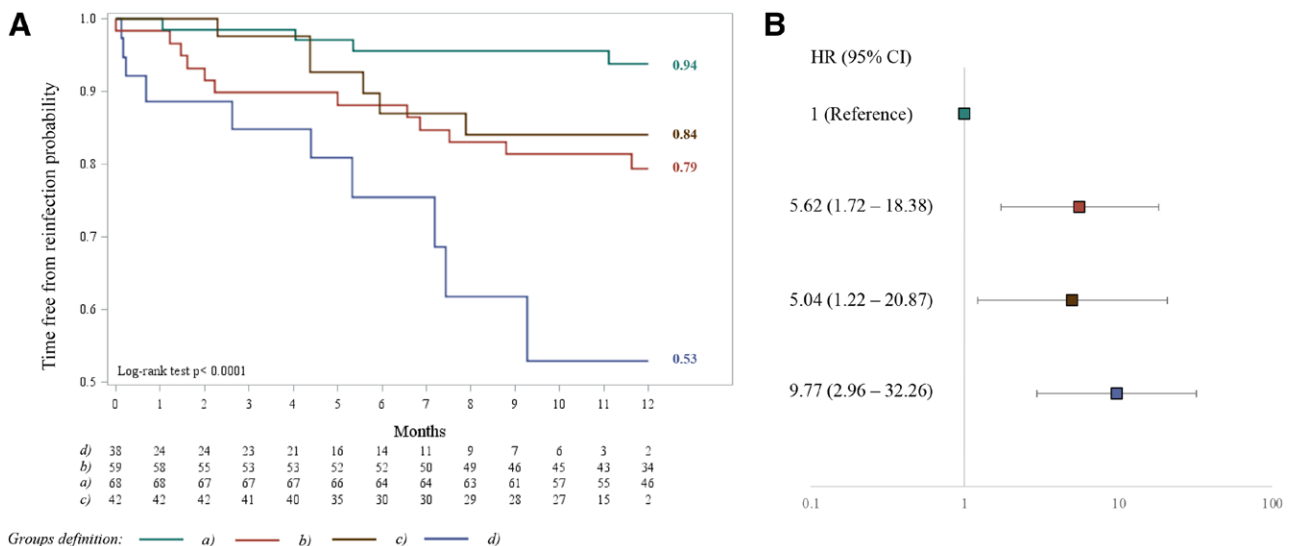 A
Time free from reinfection probability
1.0
0.9
0.8
0.7
0.6
0.5
0.94
0.84
0.79
0.53
Log-rank test p< 0.0001
0 1 2 3 4 5 6 7 8 9 10 11 12
Months
d) 38 24 24 23 21 16 14 11 9 7 6 3 2
b) 59 58 55 53 53 52 52 50 49 46 45 43 34
a) 68 68 67 67 67 66 64 64 63 61 57 55 46
c) 42 42 42 41 40 35 30 30 29 28 27 15 2
Groups definition: a) b) c) d)
B
HR (95% CI)
1 (Reference)
5.62 (1.72 – 18.38)
5.04 (1.22 – 20.87)
9.77 (2.96 – 32.26)
0.1 1 10 100